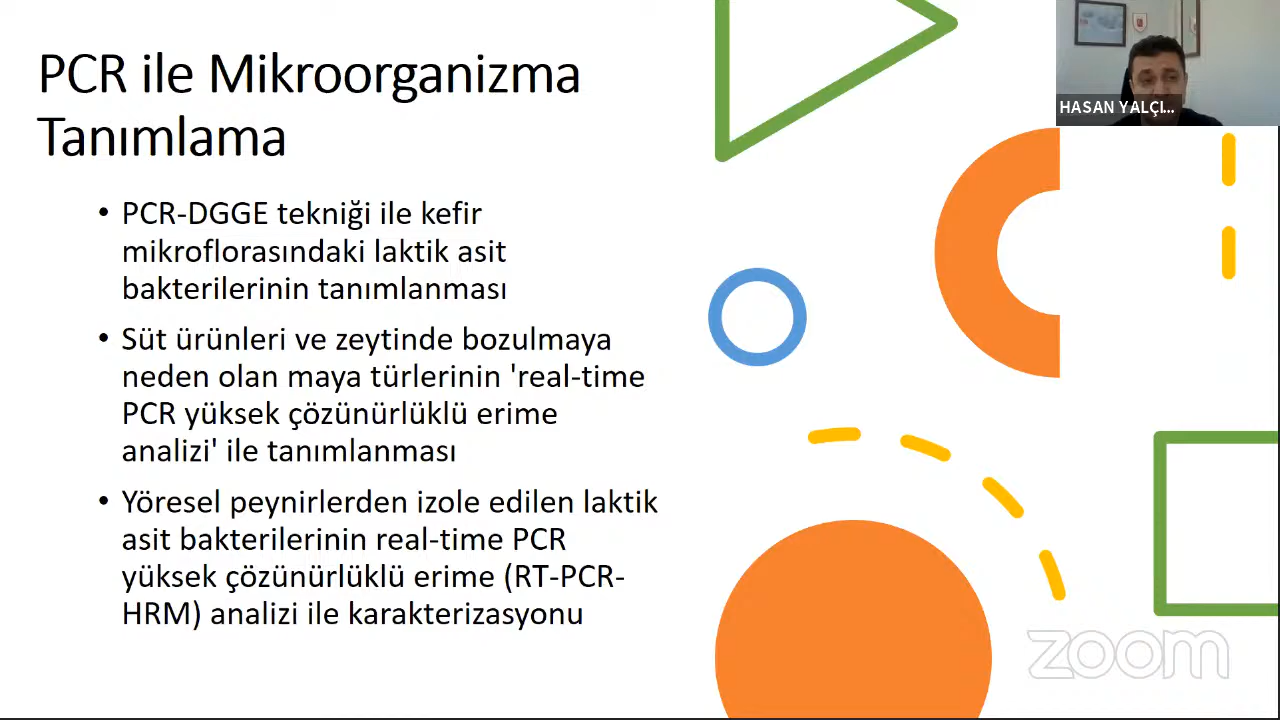 PCR ile Mikroorganizma
Tanımlama
• PCR-DGGE tekniği ile kefir
mikroflorasındaki laktik asit
bakterilerinin tanımlanması
• Süt ürünleri ve zeytinde bozulmaya
neden olan maya türlerinin 'real-time
PCR yüksek çözünürlüklü erime
analizi' ile tanımlanması
• Yöresel peynirlerden izole edilen laktik
asit bakterilerinin real-time PCR
yüksek çözünürlüklü erime (RT-PCR-
HRM) analizi ile karakterizasyonu
HASAN YALÇI...
zoom